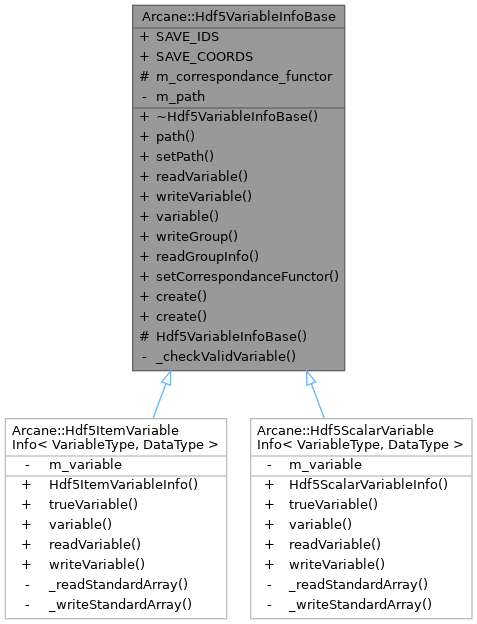 Arcane::Hdf5VariableInfoBase
+ SAVE_IDS
+ SAVE_COORDS
# m_correspondance_functor
- m_path
+ ~Hdf5VariableInfoBase()
+ path()
+ setPath()
+ readVariable()
+ writeVariable()
+ variable()
+ writeGroup()
+ readGroupInfo()
+ setCorrespondanceFunctor()
+ create()
+ create()
# Hdf5VariableInfoBase()
- _checkValidVariable()
Arcane::Hdf5ItemVariable
Info< VariableType, DataType >
- m_variable
+ Hdf5ItemVariableInfo()
+ trueVariable()
+ variable()
+ readVariable()
+ writeVariable()
- _readStandardArray()
- _writeStandardArray()
Arcane::Hdf5ScalarVariable
Info< VariableType, DataType >
- m_variable
+ Hdf5ScalarVariableInfo()
+ trueVariable()
+ variable()
+ readVariable()
+ writeVariable()
- _readStandardArray()
- _writeStandardArray()